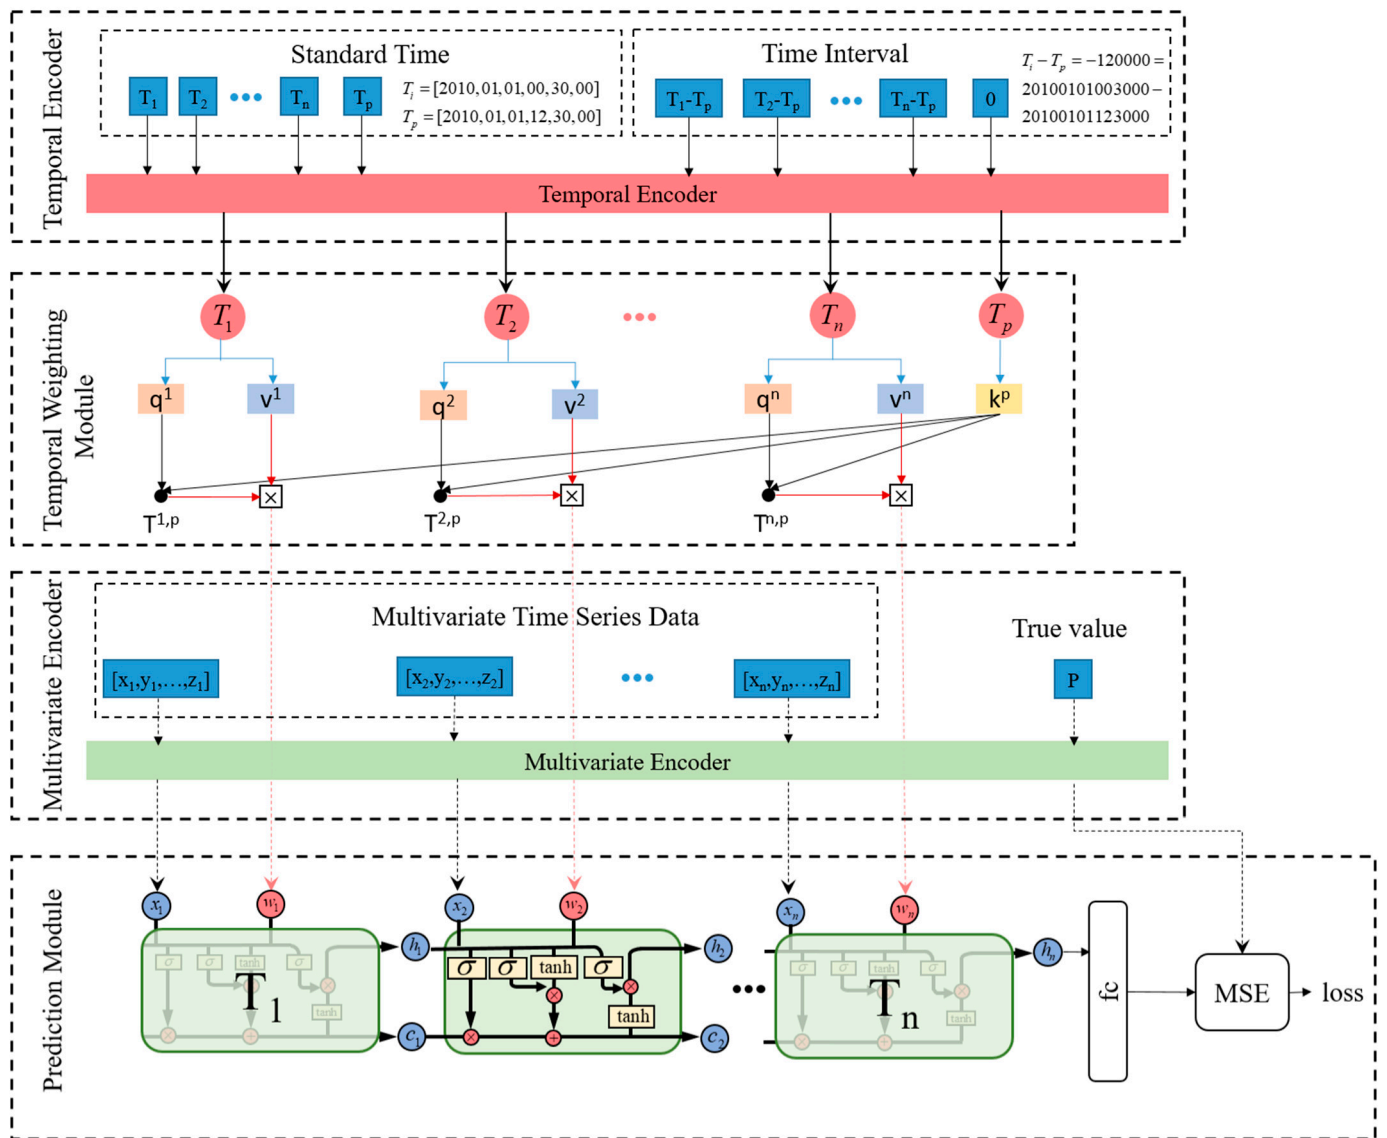 Temporal Encoder
Standard Time
T1 T2 ••• Tn Tp
Ti = [2010,01,01,00,30,00]
Tp = [2010,01,01,12,30,00]
Time Interval
T1-Tp T2-Tp ••• Tn-Tp 0
Ti − Tp = −120000 =
20100101003000 −
20100101123000
Temporal Encoder
Temporal Weighting
Module
T1 T2 ••• Tn Tp
q1 v1 q2 v2 qn vn kp
× × ×
T1,p T2,p Tn,p
Multivariate Encoder
Multivariate Time Series Data
True value
[x1,y1,…,z1] [x2,y2,…,z2] ••• [xn,yn,…,zn] P
Multivariate Encoder
Prediction Module
x1 w1 x2 w2 xn wn
h1 h2 hn
σ σ tanh σ σ σ tanh σ σ σ tanh σ
× × × × × ×
T1 ••• Tn
tanh tanh tanh
× + × + × +
c1 c2
fc
MSE
loss